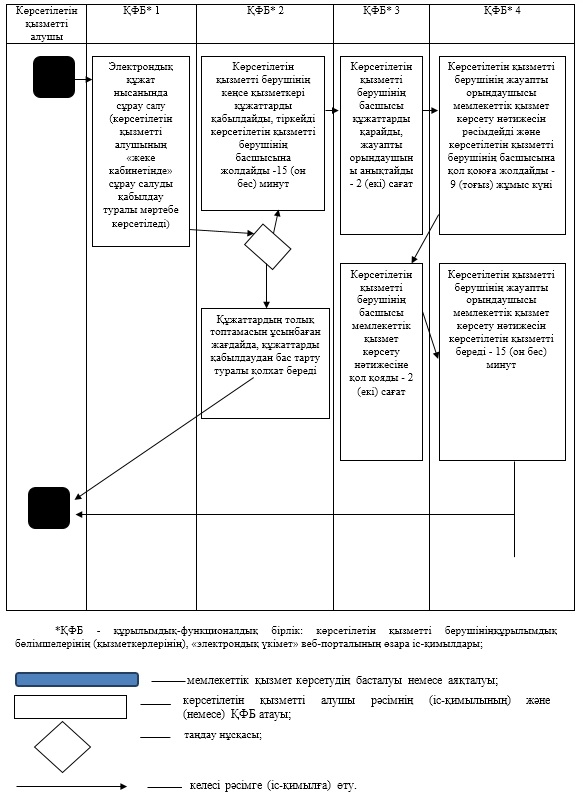 Көрсетілетін
қызметті
алушы
ҚФБ* 1
ҚФБ* 2
ҚФБ* 3
ҚФБ* 4
Электрондық
құжат
нысанында
сұрау салу
(көрсетілетін
қызметті
алушының
«жеке
кабинетінде»
сұрау салуды
қабылдау
туралы мәртебе
көрсетіледі)
Көрсетілетін
қызметті берушінің
кеңсе қызметкері
құжаттарды
қабылдайды, тіркейді
көрсетілетін қызметті
берушінің
басшысына
жолдайды -15 (он
бес) минут
Көрсетілетін
қызметті
берушінің
басшысы
құжаттарды
қарайды,
жауапты
орындаушын
ы анықтайды
- 2 (екі) сағат
Көрсетілетін қызметті
берушінің жауапты
орындаушысы
мемлекеттік қызмет
көрсету нәтижесін
рәсімдейді және
көрсетілетін қызметті
берушінің басшысына
қол қоюға жолдайды -
9 (тоғыз) жұмыс күні
Құжаттардың толық
топтамасын ұсынбаған
жағдайда, құжаттарды
қабылдаудан бас тарту
туралы қолхат береді
Көрсетілетін
қызметті
берушінің
басшысы
мемлекеттік
қызмет
көрсету
нәтижесіне
қол қояды - 2
(екі) сағат
Көрсетілетін қызметті
берушінің жауапты
орындаушысы
мемлекеттік қызмет
көрсету нәтижесін
көрсетілетін қызметті
береді - 15 (он бес)
минут
*ҚФБ - құрылымдық-функционалдық бірлік: көрсетілетін қызметті берушініңқұрылымдық
бөлімшелерінің (қызметкерлерінің), «электрондық үкімет» веб-порталының өзара іс-қимылдары;
мемлекеттік қызмет көрсетудің басталуы немесе аяқталуы;
көрсетілетін қызметті алушы рәсімнің (іс-қимылының) және
(немесе) ҚФБ атауы;
таңдау нұсқасы;
келесі рәсімге (іс-қимылға) өту.